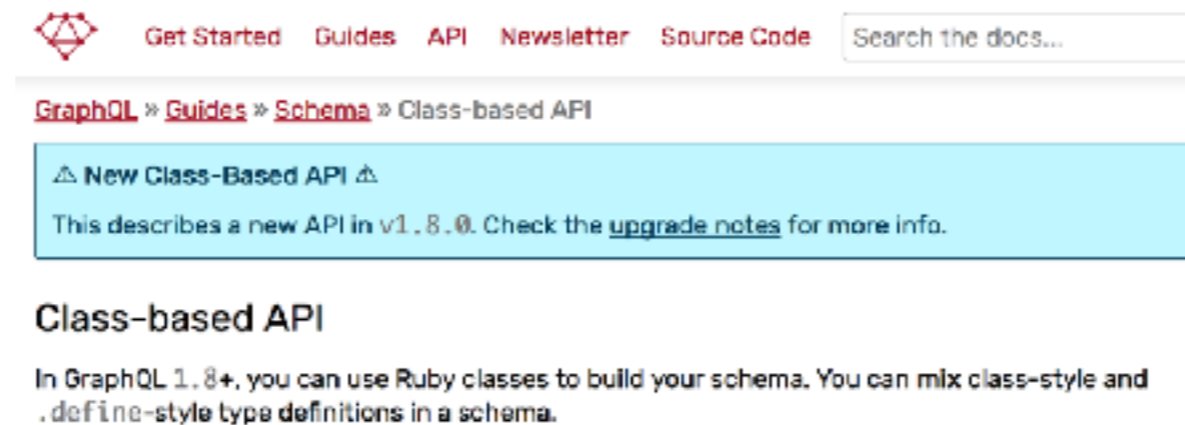 Get Started Guides API Newsletter Source Code Search the docs...
GraphQL » Guides » Schema » Class-based API
⚠ New Class-Based API ⚠
This describes a new API in v1.8.0. Check the upgrade notes for more info.
Class-based API
In GraphQL 1.8+, you can use Ruby classes to build your schema. You can mix class-style and
.define-style type definitions in a schema.